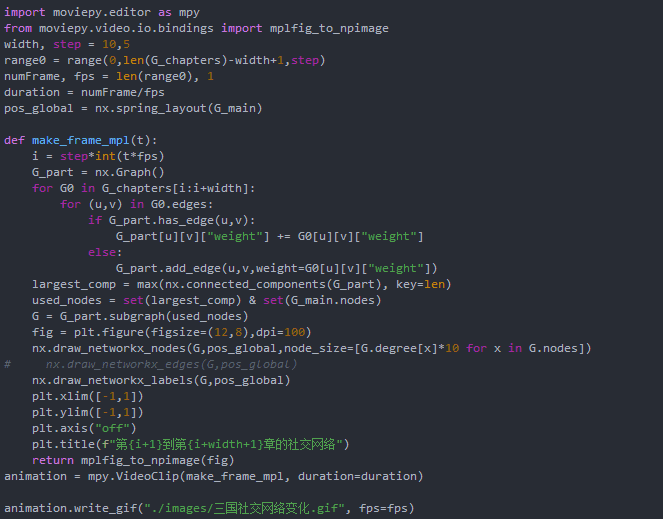 import moviepy.editor as mpy
from moviepy.video.io.bindings import mplfig_to_npimage
width, step = 10,5
range0 = range(0,len(G_chapters)-width+1,step)
numFrame, fps = len(range0), 1
duration = numFrame/fps
pos_global = nx.spring_layout(G_main)

def make_frame_mpl(t):
    i = step*int(t*fps)
    G_part = nx.Graph()
    for G0 in G_chapters[i:i+width]:
        for (u,v) in G0.edges:
            if G_part.has_edge(u,v):
                G_part[u][v]["weight"] += G0[u][v]["weight"]
            else:
                G_part.add_edge(u,v,weight=G0[u][v]["weight"])
    largest_comp = max(nx.connected_components(G_part), key=len)
    used_nodes = set(largest_comp) & set(G_main.nodes)
    G = G_part.subgraph(used_nodes)
    fig = plt.figure(figsize=(12,8),dpi=100)
    nx.draw_networkx_nodes(G,pos_global,node_size=[G.degree[x]*10 for x in G.nodes])
#     nx.draw_networkx_edges(G,pos_global)
    nx.draw_networkx_labels(G,pos_global)
    plt.xlim([-1,1])
    plt.ylim([-1,1])
    plt.axis("off")
    plt.title(f"第{i+1}到第{i+width+1}章的社交网络")
    return mplfig_to_npimage(fig)
animation = mpy.VideoClip(make_frame_mpl, duration=duration)

animation.write_gif("./images/三国社交网络变化.gif", fps=fps)